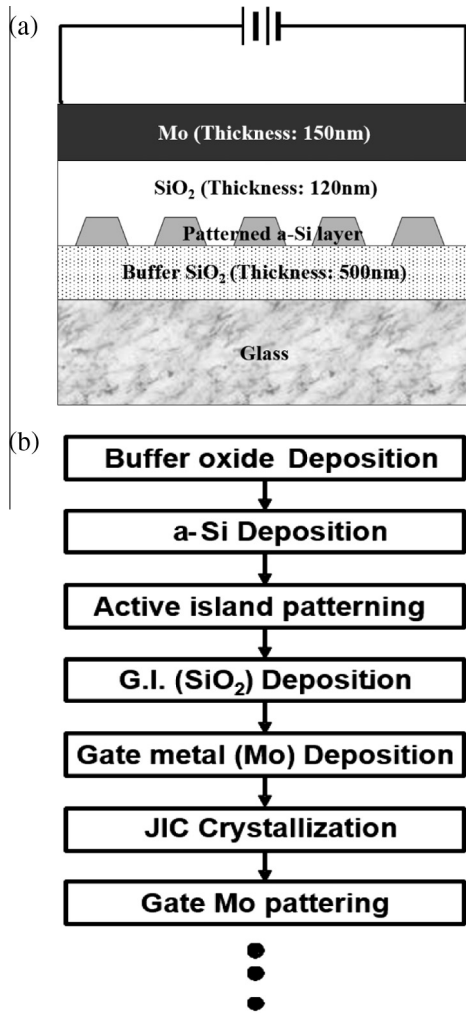 (a)
Mo (Thickness: 150nm)
SiO₂ (Thickness: 120nm)
Patterned a-Si layer
Buffer SiO₂ (Thickness: 500nm)
Glass
(b)
Buffer oxide Deposition
a-Si Deposition
Active island patterning
G.I. (SiO₂) Deposition
Gate metal (Mo) Deposition
JIC Crystallization
Gate Mo pattering